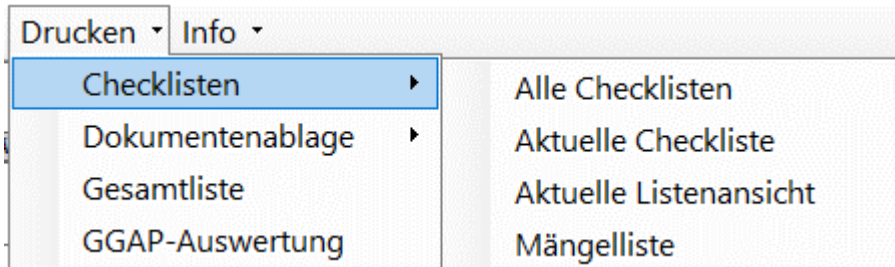 Drucken Info
Checklisten
Dokumentenablage
Gesamtliste
GGAP-Auswertung
Alle Checklisten
Aktuelle Checkliste
Aktuelle Listenansicht
Mängelliste